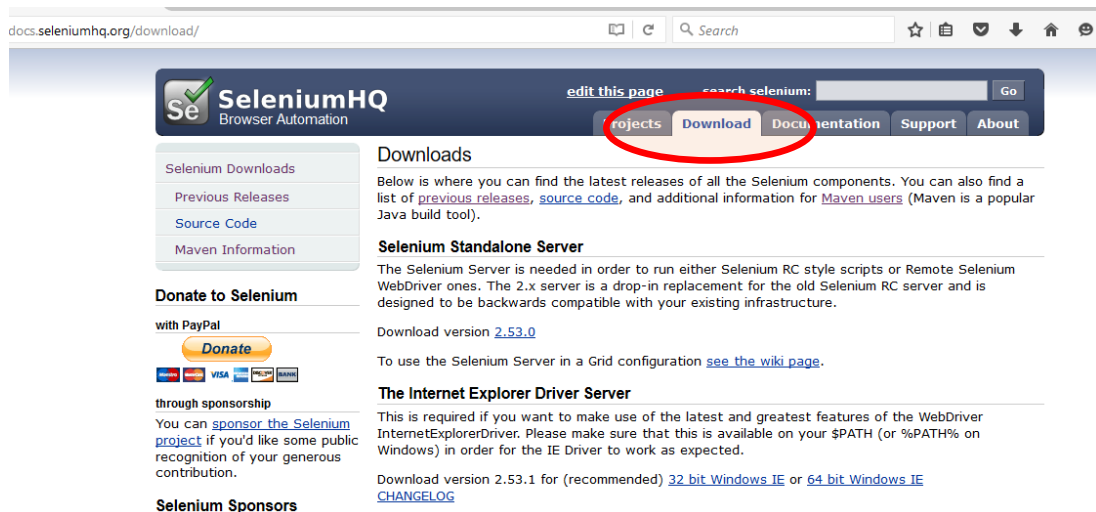 docs.seleniumhq.org/download/
Search
Se
SeleniumHQ
Browser Automation
edit this page
search selenium:
Go
Projects
Download
Documentation
Support
About
Selenium Downloads
Previous Releases
Source Code
Maven Information
Donate to Selenium
with PayPal
Donate
VISA
BANK
through sponsorship
You can sponsor the Selenium
project if you'd like some public
recognition of your generous
contribution.
Selenium Sponsors
Downloads
Below is where you can find the latest releases of all the Selenium components. You can also find a
list of previous releases, source code, and additional information for Maven users (Maven is a popular
Java build tool).
Selenium Standalone Server
The Selenium Server is needed in order to run either Selenium RC style scripts or Remote Selenium
WebDriver ones. The 2.x server is a drop-in replacement for the old Selenium RC server and is
designed to be backwards compatible with your existing infrastructure.
Download version 2.53.0
To use the Selenium Server in a Grid configuration see the wiki page.
The Internet Explorer Driver Server
This is required if you want to make use of the latest and greatest features of the WebDriver
InternetExplorerDriver. Please make sure that this is available on your $PATH (or %PATH% on
Windows) in order for the IE Driver to work as expected.
Download version 2.53.1 for (recommended) 32 bit Windows IE or 64 bit Windows IE
CHANGELOG